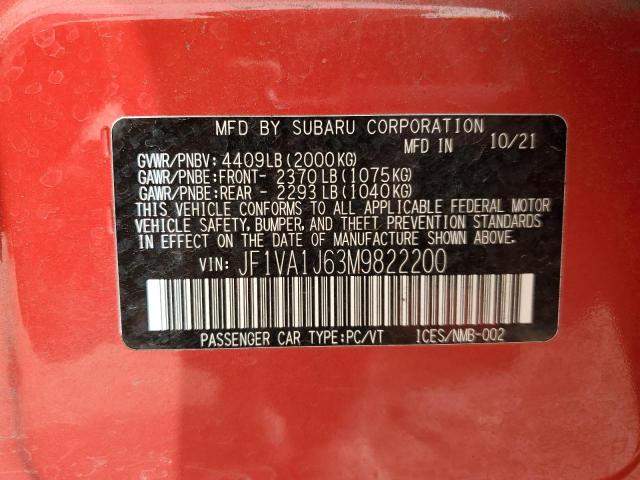 MFD BY SUBARU CORPORATION
MFD IN 10/21
GVWR/PNBV: 4409LB(2000KG)
GAWR/PNBE:FRONT- 2370LB(1075KG)
GAWR/PNBE:REAR - 2293LB(1040KG)
THIS VEHICLE CONFORMS TO ALL APPLICABLE FEDERAL MOTOR
VEHICLE SAFETY, BUMPER, AND THEFT PREVENTION STANDARDS
IN EFFECT ON THE DATE OF MANUFACTURE SHOWN ABOVE.
VIN: JF1VA1J63M9822200
PASSENGER CAR TYPE:PC/VT ICES/NMB-002